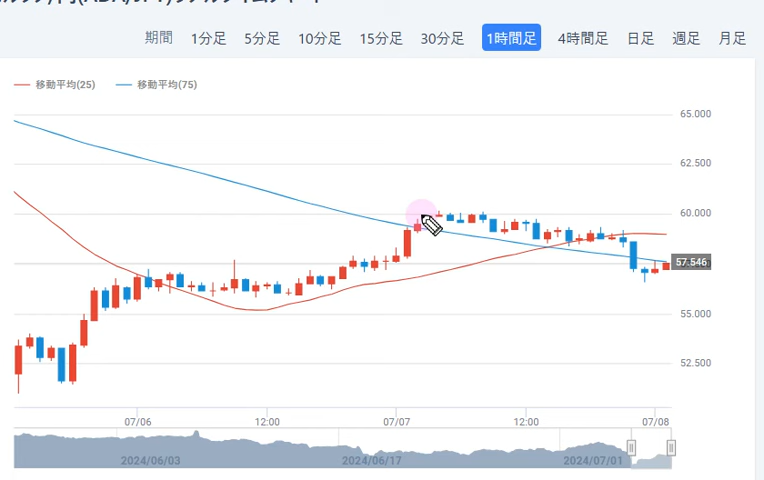 期間 1分足 5分足 10分足 15分足 30分足 1時間足 4時間足 日足 週足 月足
移動平均(25) 移動平均(75)
65.000
62.500
60.000
57.546
55.000
52.500
07/06 12:00 07/07 12:00 07/08
2024/06/03 2024/06/17 2024/07/01